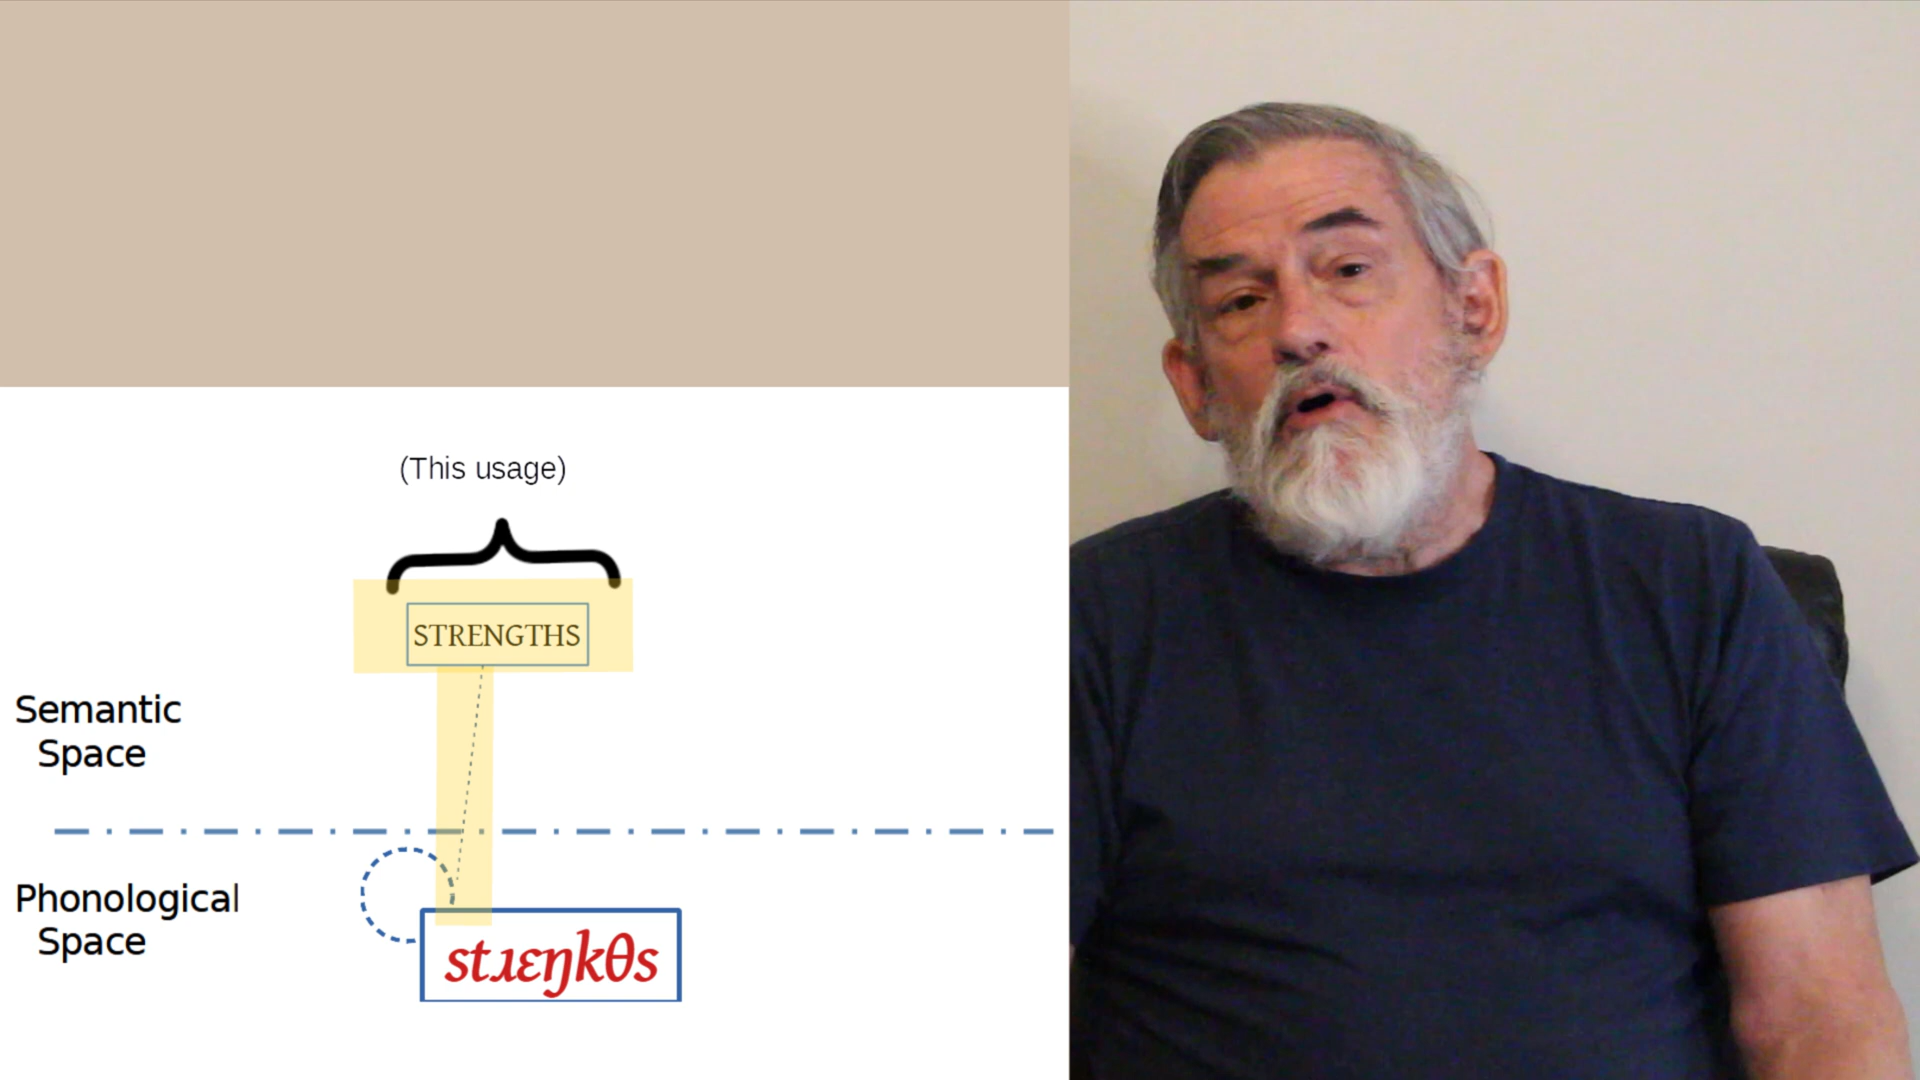 (This usage)
STRENGTHS
Semantic
Space
Phonological
Space
stɹɛŋkθs